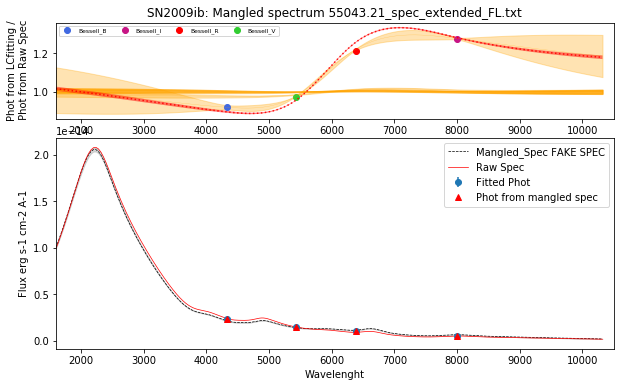 SN2009ib: Mangled spectrum 55043.21_spec_extended_FL.txt
Phot from LCfitting /
Phot from Raw Spec
Bessell_B Bessell_I Bessell_R Bessell_V
1.2
1.0
2000 3000 4000 5000 6000 7000 8000 9000 10000
1e−14
Flux erg s-1 cm-2 A-1
2.0
1.5
1.0
0.5
0.0
Mangled_Spec FAKE SPEC
Raw Spec
Fitted Phot
Phot from mangled spec
2000 3000 4000 5000 6000 7000 8000 9000 10000
Wavelenght